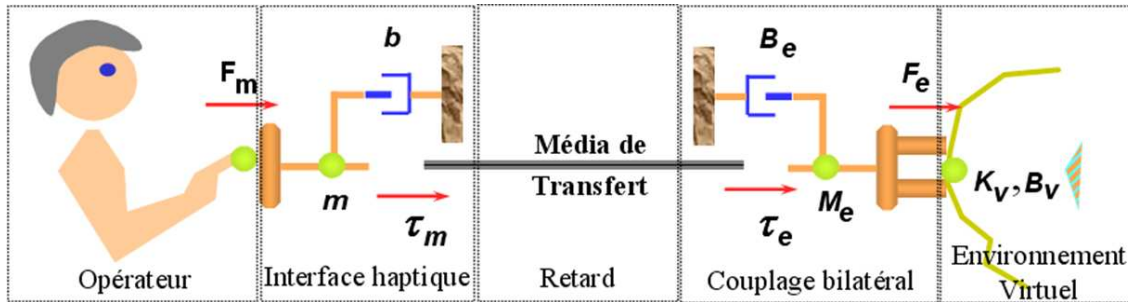 F_m
b
B_e
F_e
Média de
Transfert
m
τ_m
τ_e
M_e
K_v, B_v
Opérateur
Interface haptique
Retard
Couplage bilatéral
Environnement
Virtuel